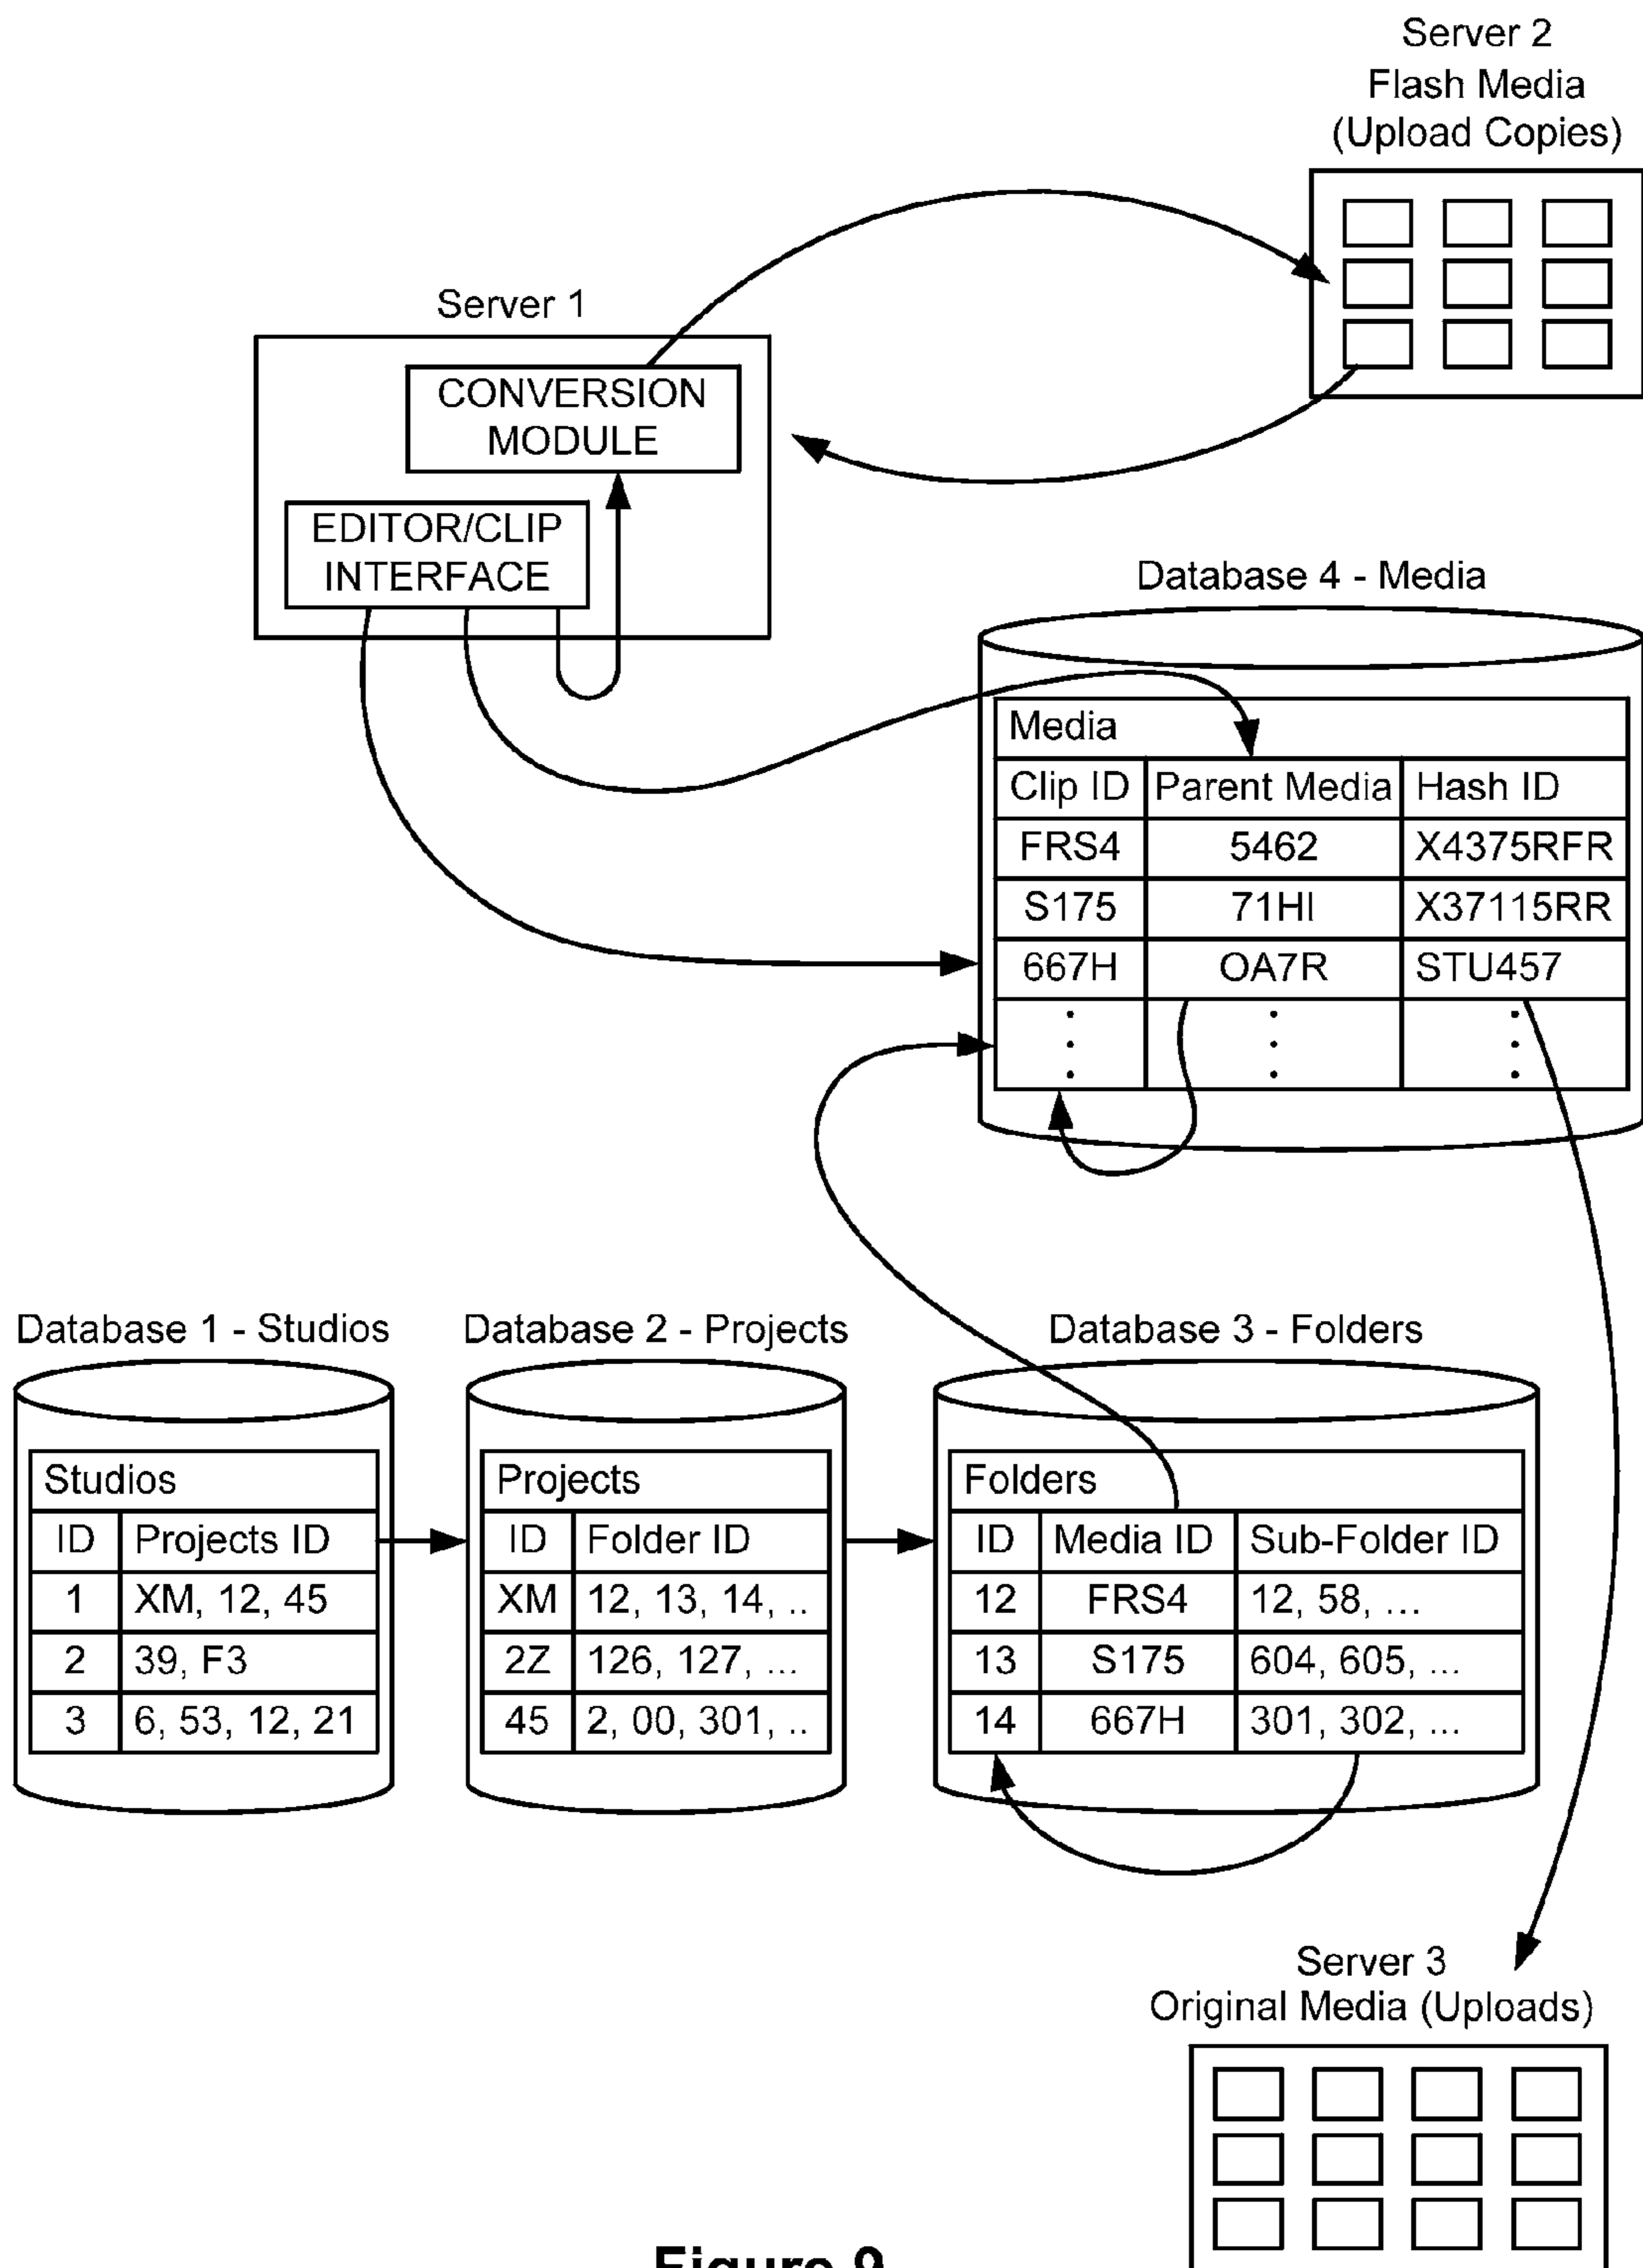 Server 2
Flash Media
(Upload Copies)
Server 1
CONVERSION
MODULE
EDITOR/CLIP
INTERFACE
Database 4 - Media
Media
Clip ID Parent Media Hash ID
FRS4 5462 X4375RFR
S175 71HI X37115RR
667H OA7R STU457
Database 1 - Studios
Studios
ID Projects ID
1 XM, 12, 45
2 39, F3
3 6, 53, 12, 21
Database 2 - Projects
Projects
ID Folder ID
XM 12, 13, 14, ..
2Z 126, 127, ...
45 2, 00, 301, ..
Database 3 - Folders
Folders
ID Media ID Sub-Folder ID
12 FRS4 12, 58, ...
13 S175 604, 605, ...
14 667H 301, 302, ...
Server 3
Original Media (Uploads)
Figure 9